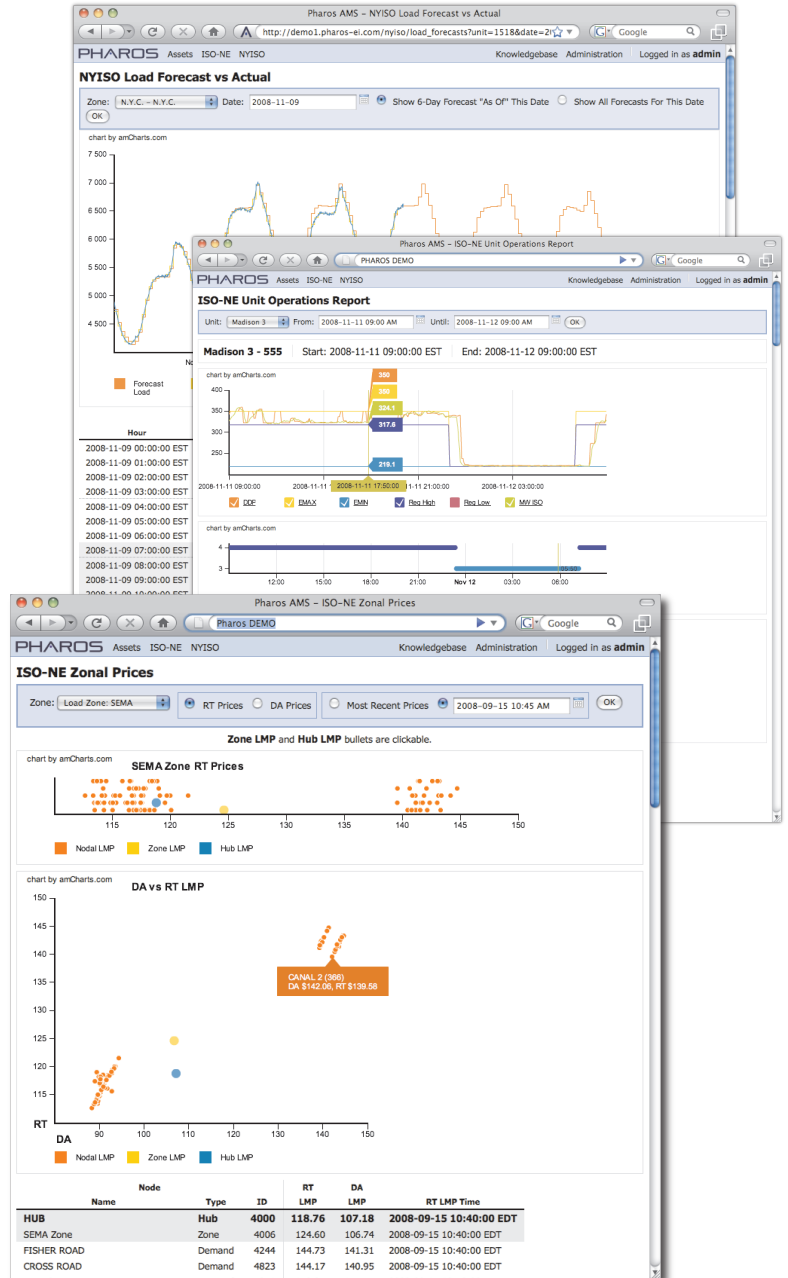 Pharos AMS – NYISO Load Forecast vs Actual
http://demo1.pharos-ei.com/nyiso/load_forecasts?unit=1518&date=2
Google
PHAROS Assets ISO-NE NYISO Knowledgebase Administration Logged in as admin
NYISO Load Forecast vs Actual
Zone: N.Y.C. – N.Y.C. Date: 2008-11-09 Show 6-Day Forecast "As Of" This Date Show All Forecasts For This Date
OK
chart by amCharts.com
7 500
7 000
6 500
6 000
5 500
5 000
4 500
Forecast
Load
Hour
2008-11-09 00:00:00 EST
2008-11-09 01:00:00 EST
2008-11-09 02:00:00 EST
2008-11-09 03:00:00 EST
2008-11-09 04:00:00 EST
2008-11-09 05:00:00 EST
2008-11-09 06:00:00 EST
2008-11-09 07:00:00 EST
2008-11-09 08:00:00 EST
2008-11-09 09:00:00 EST
Pharos AMS – ISO-NE Unit Operations Report
PHAROS DEMO
Google
PHAROS Assets ISO-NE NYISO Knowledgebase Administration Logged in as admin
ISO-NE Unit Operations Report
Unit: Madison 3 From: 2008-11-11 09:00 AM Until: 2008-11-12 09:00 AM OK
Madison 3 - 555 Start: 2008-11-11 09:00:00 EST End: 2008-11-12 09:00:00 EST
chart by amCharts.com
400
350
300
250
350
350
324.1
317.6
219.1
2008-11-11 09:00:00 2008-11-11 17:50:00 2008-11-12 03:00:00
DDP EMAX EMIN Reg High Reg Low MW ISO
chart by amCharts.com
4
3
05:50
12:00 15:00 18:00 21:00 Nov 12 03:00 06:00
Pharos AMS – ISO-NE Zonal Prices
Pharos DEMO
Google
PHAROS Assets ISO-NE NYISO Knowledgebase Administration Logged in as admin
ISO-NE Zonal Prices
Zone: Load Zone: SEMA RT Prices DA Prices Most Recent Prices 2008-09-15 10:45 AM OK
Zone LMP and Hub LMP bullets are clickable.
chart by amCharts.com
SEMA Zone RT Prices
115 120 125 130 135 140 145 150
Nodal LMP Zone LMP Hub LMP
chart by amCharts.com
DA vs RT LMP
150
145
140
135
130
125
120
115
CANAL 2 (366)
DA $142.06, RT $139.58
RT
DA
90 100 110 120 130 140 150
Nodal LMP Zone LMP Hub LMP
Node RT DA
Name Type ID LMP LMP RT LMP Time
HUB Hub 4000 118.76 107.18 2008-09-15 10:40:00 EDT
SEMA Zone Zone 4006 124.60 106.74 2008-09-15 10:40:00 EDT
FISHER ROAD Demand 4244 144.73 141.31 2008-09-15 10:40:00 EDT
CROSS ROAD Demand 4823 144.17 140.95 2008-09-15 10:40:00 EDT